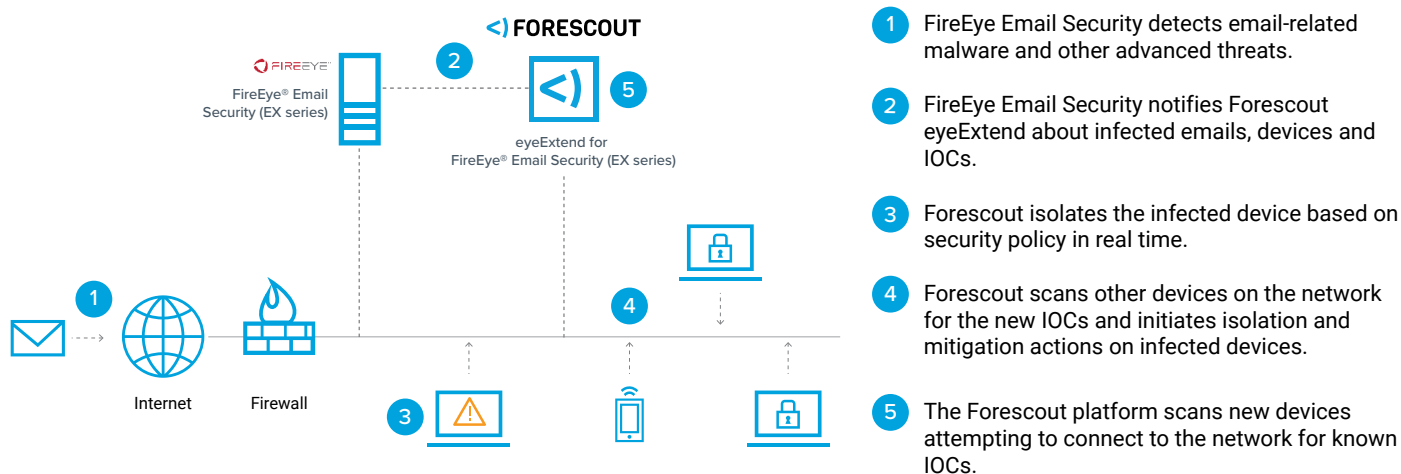 FORESCOUT
2
FIREEYE™
FireEye® Email
Security (EX series)
5
eyeExtend for
FireEye® Email Security (EX series)
1
4
Internet
Firewall
3
1
FireEye Email Security detects email-related
malware and other advanced threats.
2
FireEye Email Security notifies Forescout
eyeExtend about infected emails, devices and
IOCs.
3
Forescout isolates the infected device based on
security policy in real time.
4
Forescout scans other devices on the network
for the new IOCs and initiates isolation and
mitigation actions on infected devices.
5
The Forescout platform scans new devices
attempting to connect to the network for known
IOCs.